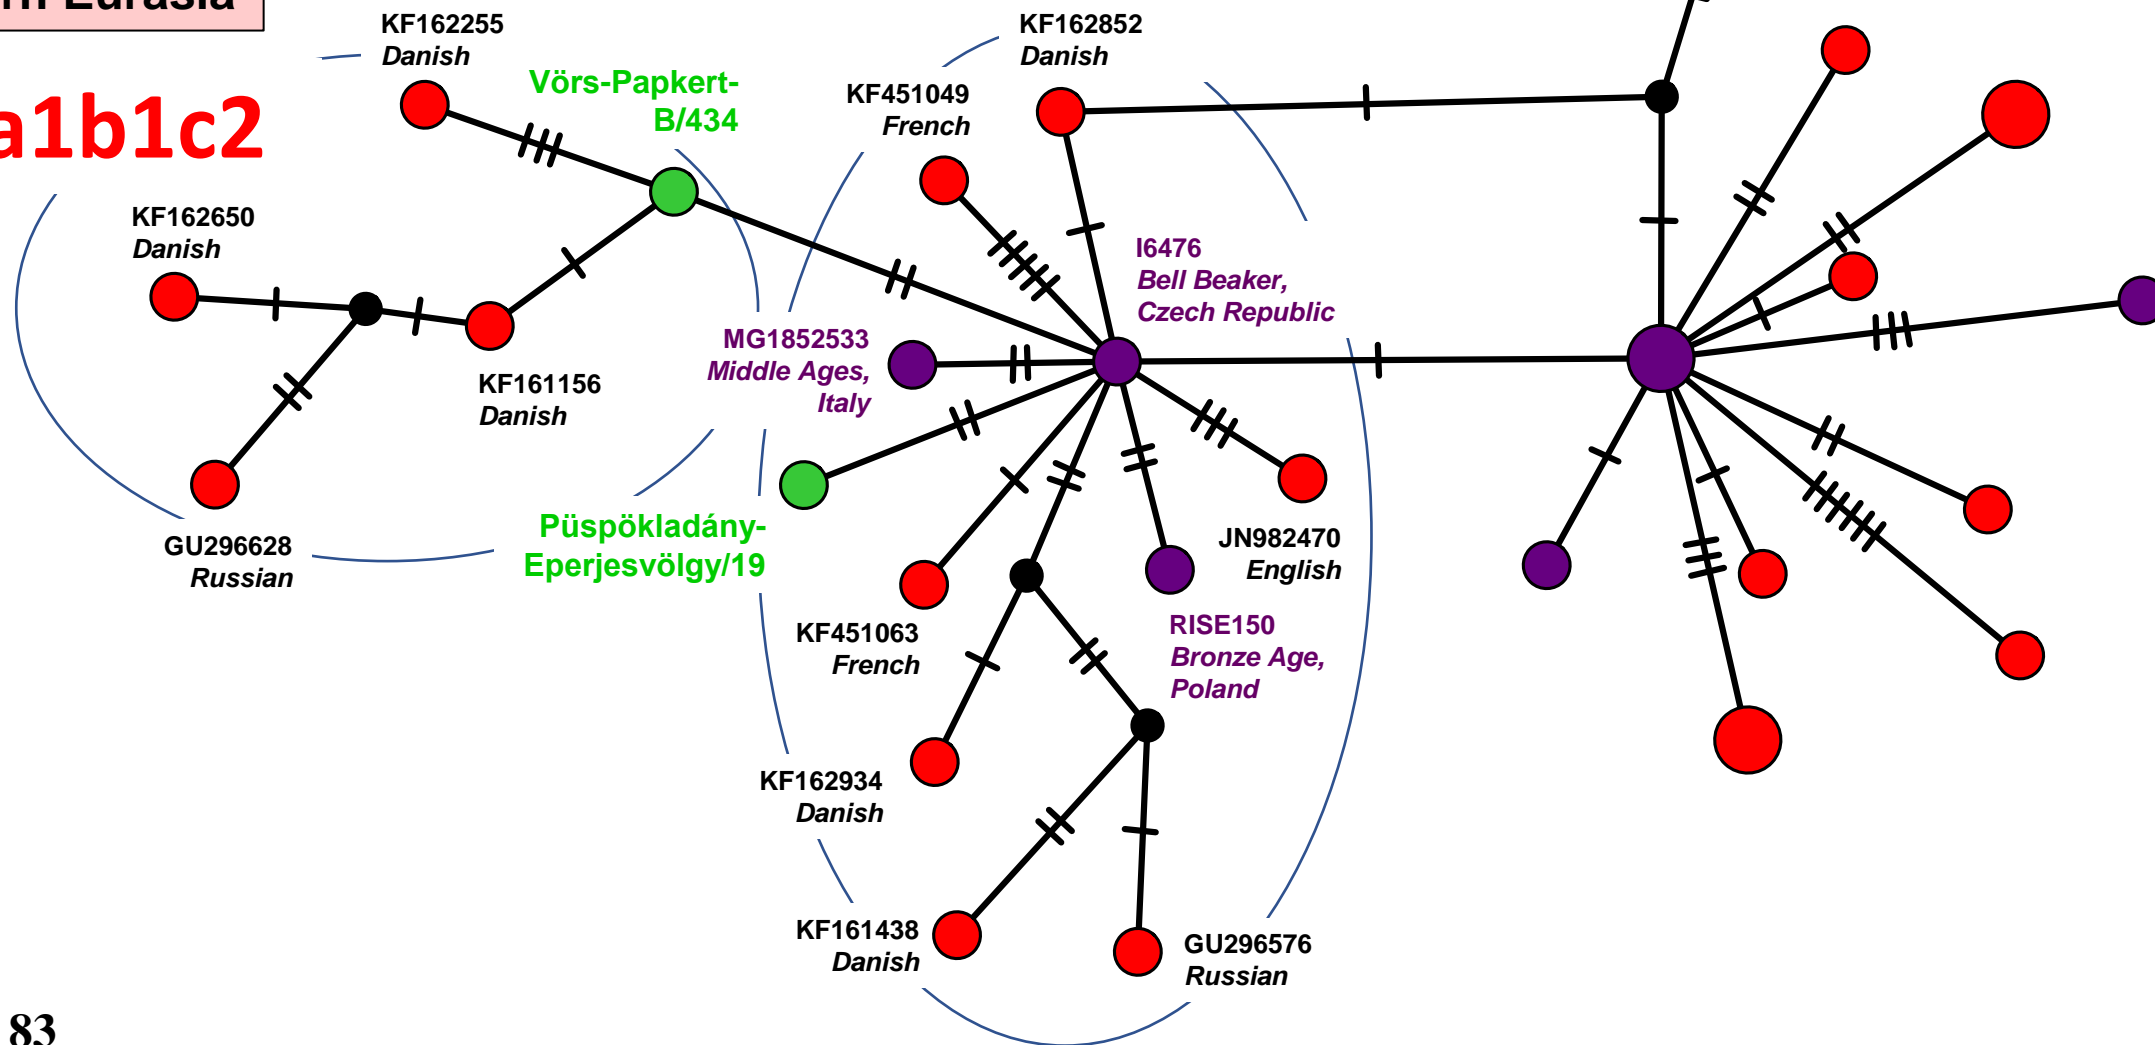 Eurasia
a1b1c2
KF162255
Danish
Vörs-Papkert-
B/434
KF162852
Danish
KF451049
French
KF162650
Danish
I6476
Bell Beaker,
Czech Republic
MG1852533
Middle Ages,
Italy
KF161156
Danish
GU296628
Russian
Püspökladány-
Eperjesvölgy/19
JN982470
English
KF451063
French
RISE150
Bronze Age,
Poland
KF162934
Danish
KF161438
Danish
GU296576
Russian
83